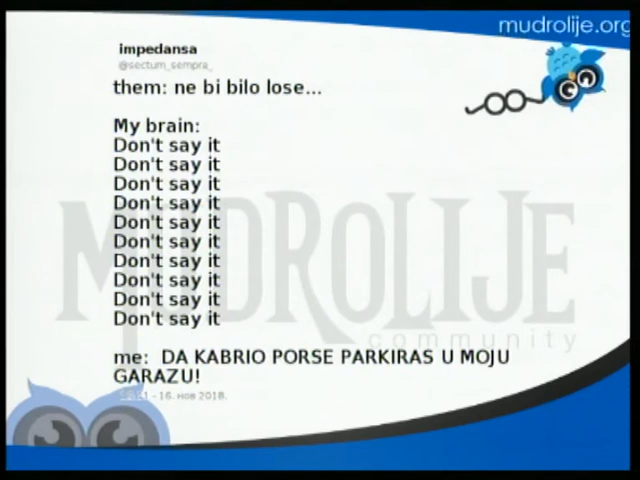 mudrolije.org
impedansa
@sectum_sempra_
them: ne bi bilo lose...
My brain:
Don't say it
Don't say it
Don't say it
Don't say it
Don't say it
Don't say it
Don't say it
Don't say it
Don't say it
Don't say it
MUDROLIJE
community
me: DA KABRIO PORSE PARKIRAS U MOJU
GARAZU!
- 16. нов 2018.